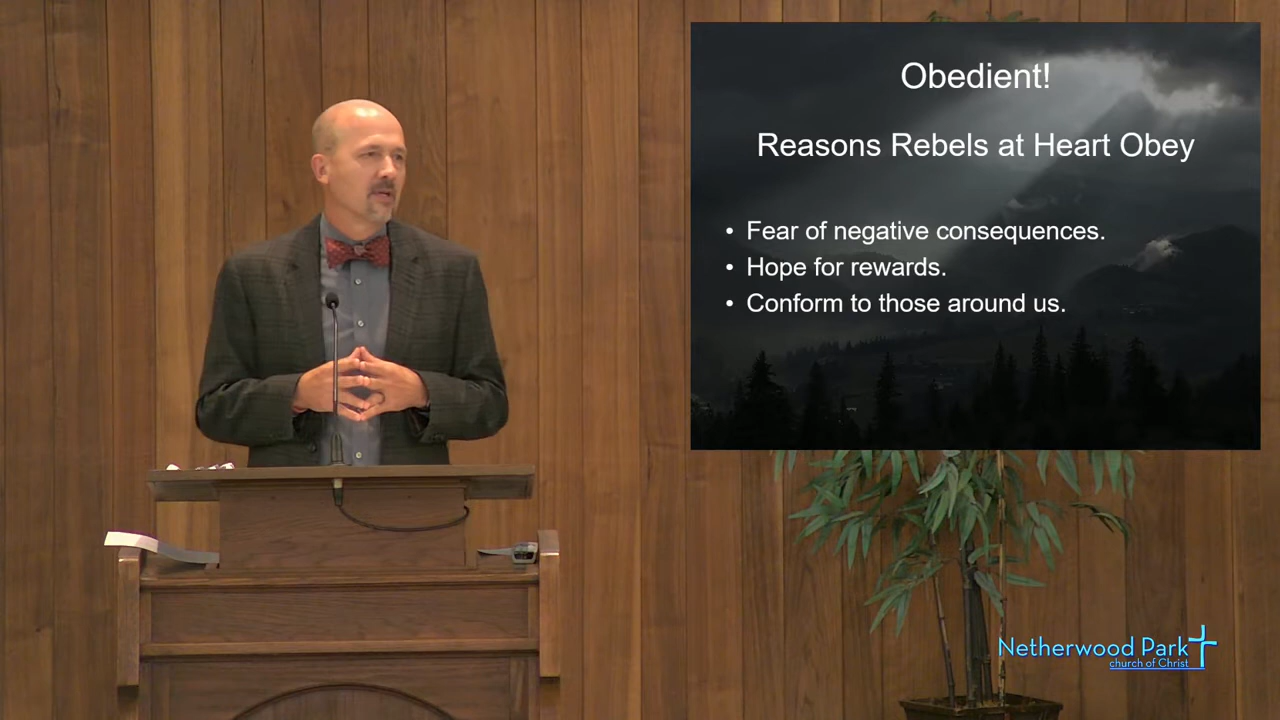 Obedient!
Reasons Rebels at Heart Obey
• Fear of negative consequences.
• Hope for rewards.
• Conform to those around us.
Netherwood Park
church of Christ